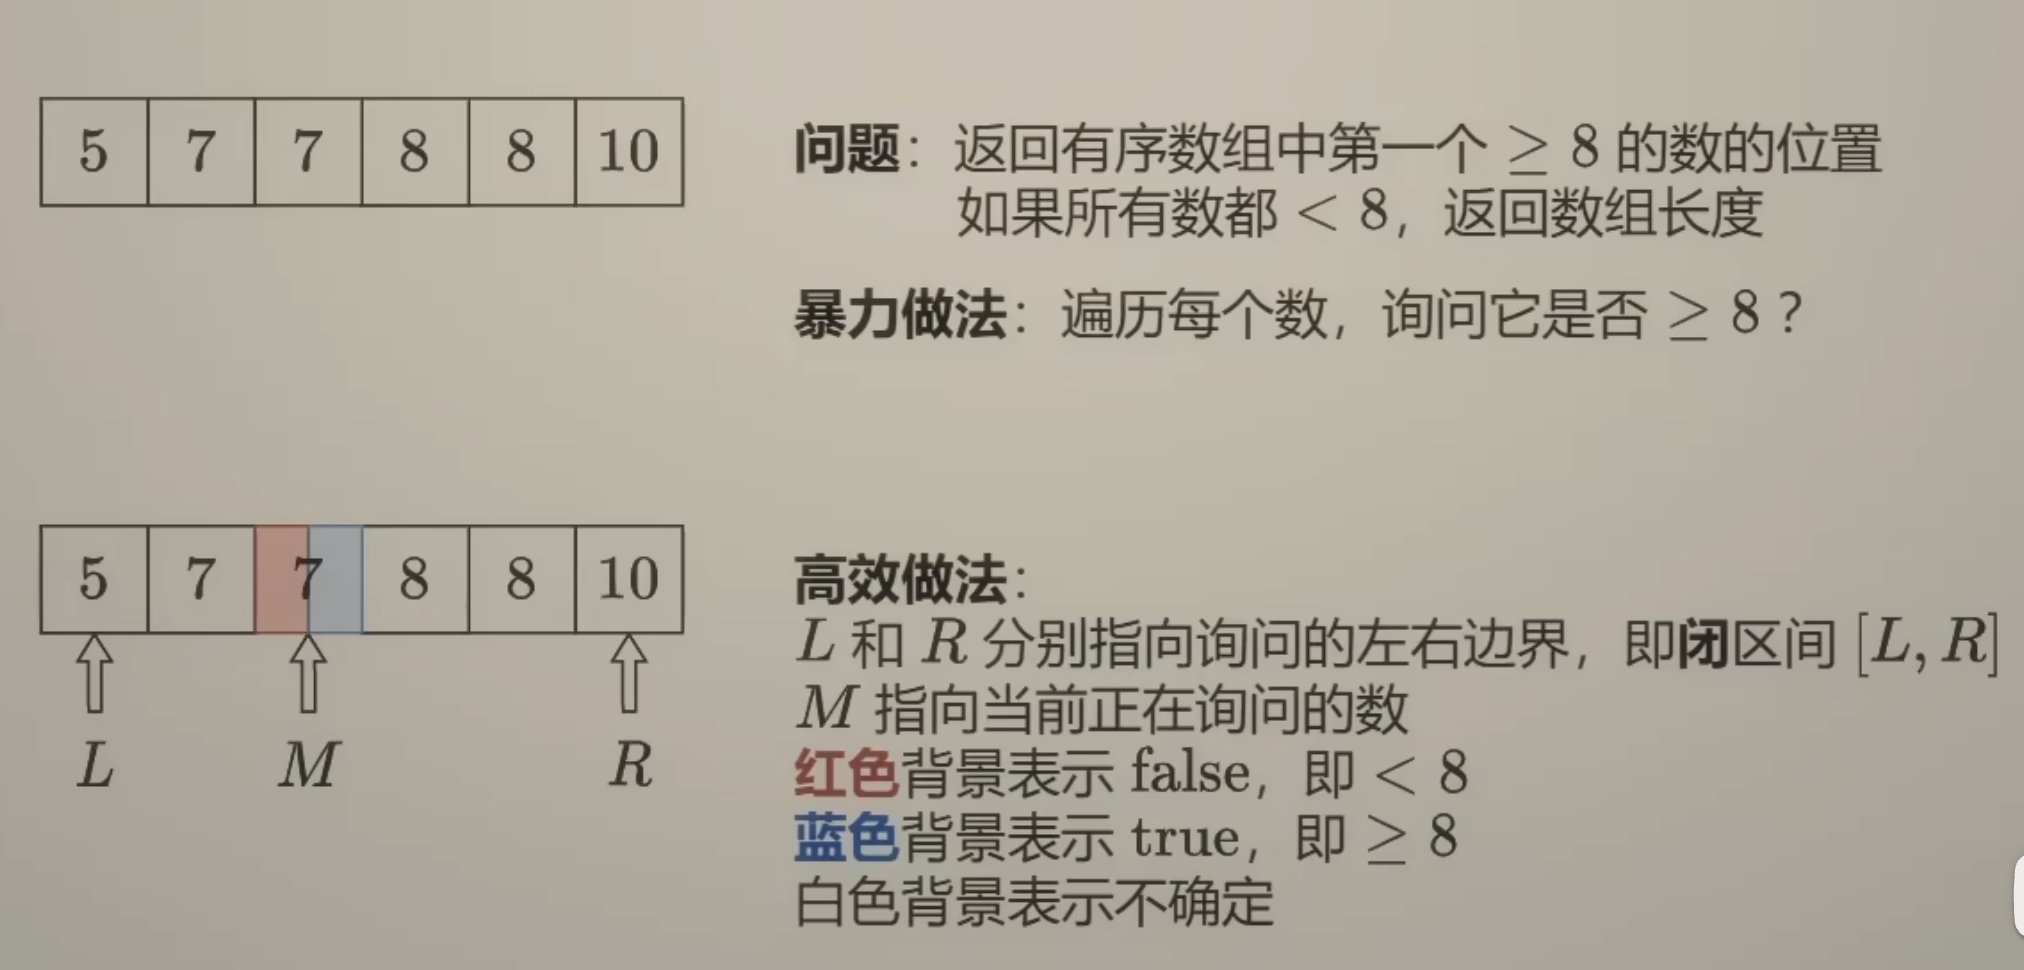 5 7 7 8 8 10
问题：返回有序数组中第一个 ≥ 8 的数的位置
如果所有数都 < 8，返回数组长度
暴力做法：遍历每个数，询问它是否 ≥ 8？
5 7 7 8 8 10
L M R
高效做法：
L 和 R 分别指向询问的左右边界，即闭区间 [L, R]
M 指向当前正在询问的数
红色背景表示 false，即 < 8
蓝色背景表示 true，即 ≥ 8
白色背景表示不确定